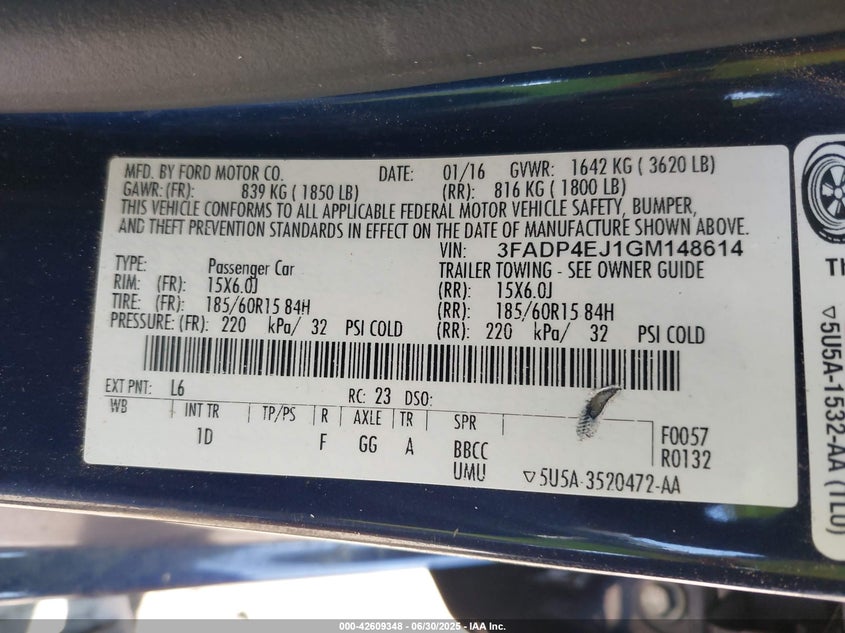 MFD. BY FORD MOTOR CO. DATE: 01/16 GVWR: 1642 KG ( 3620 LB)
GAWR: (FR): 839 KG ( 1850 LB) (RR): 816 KG ( 1800 LB)
THIS VEHICLE CONFORMS TO ALL APPLICABLE FEDERAL MOTOR VEHICLE SAFETY, BUMPER,
AND THEFT PREVENTION STANDARDS IN EFFECT ON THE DATE OF MANUFACTURE SHOWN ABOVE.
VIN: 3FADP4EJ1GM148614
TYPE: Passenger Car TRAILER TOWING - SEE OWNER GUIDE
RIM: (FR): 15X6.0J (RR): 15X6.0J
TIRE: (FR): 185/60R15 84H (RR): 185/60R15 84H
PRESSURE: (FR): 220 kPa/ 32 PSI COLD (RR): 220 kPa/ 32 PSI COLD
EXT PNT: L6 RC: 23 DSO:
WB INT TR TP/PS R AXLE TR SPR
1D F GG A BBCC
UMU
F0057
R0132
▽5U5A-3520472-AA
TH
▽5U5A-1532-AA (TLU)
000-42609348 - 06/30/2025 - IAA Inc.